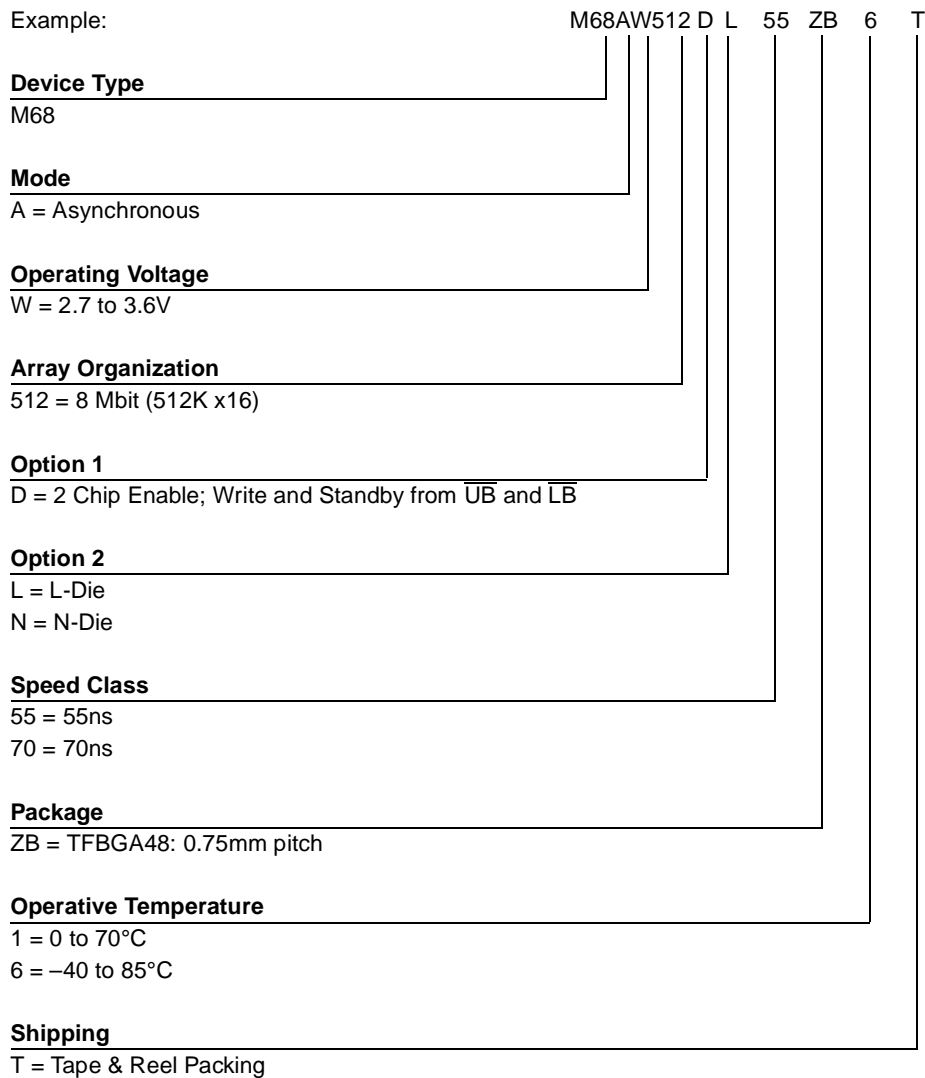 Example: M68AW512 D L 55 ZB 6 T
Device Type
M68
Mode
A = Asynchronous
Operating Voltage
W = 2.7 to 3.6V
Array Organization
512 = 8 Mbit (512K x16)
Option 1
D = 2 Chip Enable; Write and Standby from U̅B̅ and L̅B̅
Option 2
L = L-Die
N = N-Die
Speed Class
55 = 55ns
70 = 70ns
Package
ZB = TFBGA48: 0.75mm pitch
Operative Temperature
1 = 0 to 70°C
6 = –40 to 85°C
Shipping
T = Tape & Reel Packing